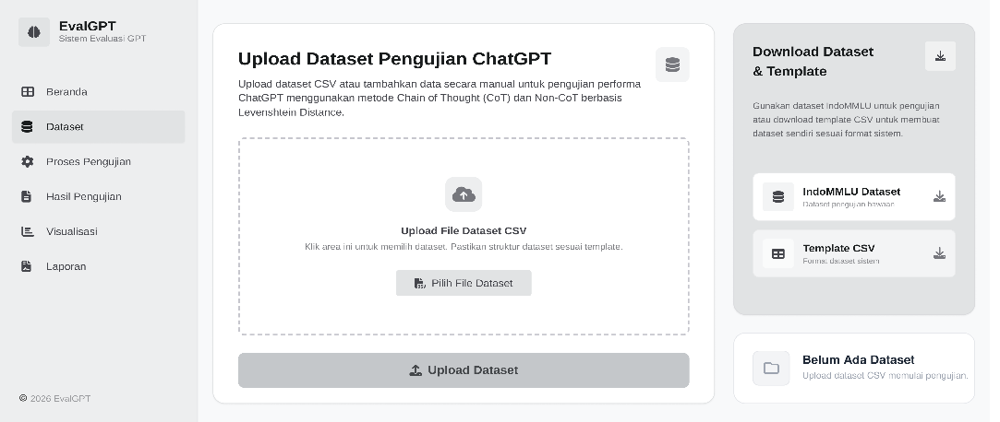 EvalGPT
Sistem Evaluasi GPT
Beranda
Dataset
Proses Pengujian
Hasil Pengujian
Visualisasi
Laporan
© 2026 EvalGPT
Upload Dataset Pengujian ChatGPT
Upload dataset CSV atau tambahkan data secara manual untuk pengujian performa
ChatGPT menggunakan metode Chain of Thought (CoT) dan Non-CoT berbasis
Levenshtein Distance.
Upload File Dataset CSV
Klik area ini untuk memilih dataset. Pastikan struktur dataset sesuai template.
Pilih File Dataset
Upload Dataset
Download Dataset
& Template
Gunakan dataset IndoMMLU untuk pengujian
atau download template CSV untuk membuat
dataset sendiri sesuai format sistem.
IndoMMLU Dataset
Dataset pengujian bawaan
Template CSV
Format dataset sistem
Belum Ada Dataset
Upload dataset CSV memulai pengujian.